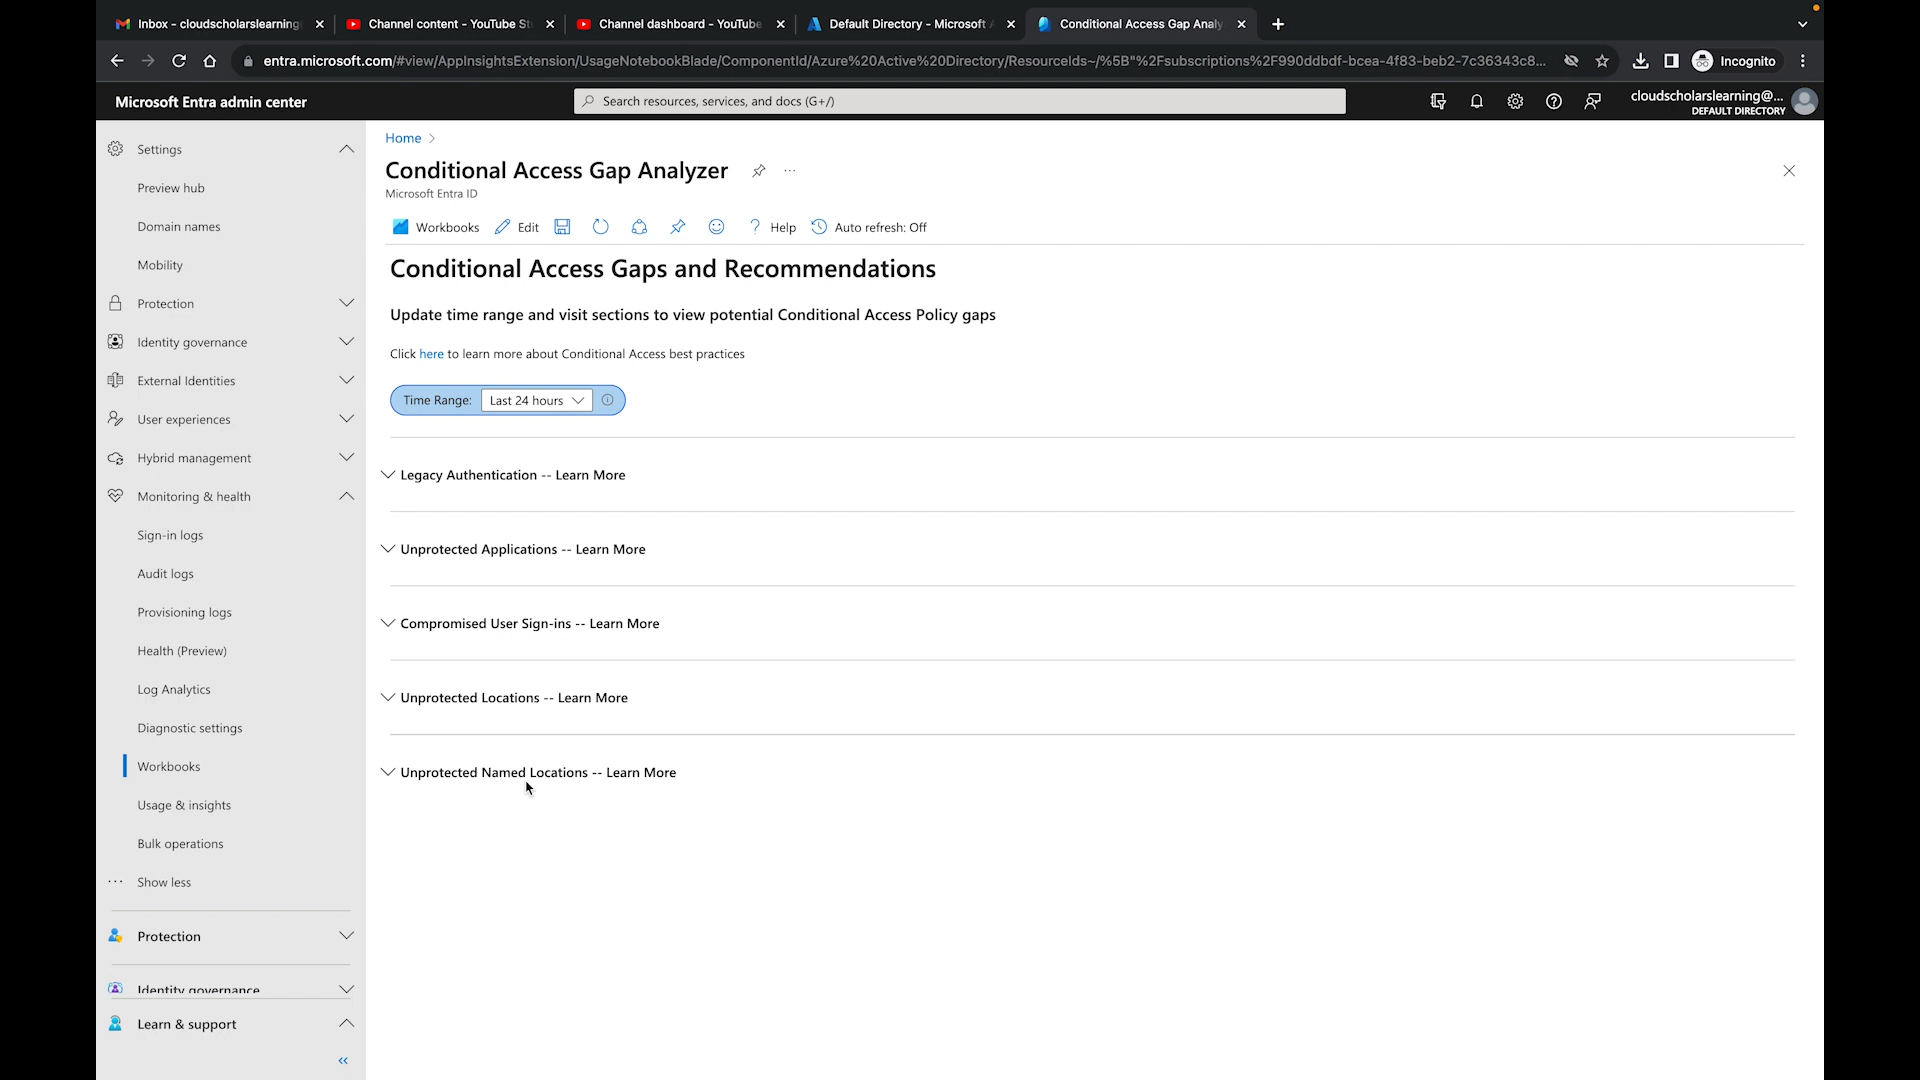 Inbox - cloudscholarslearning
Channel content - YouTube St
Channel dashboard - YouTube
Default Directory - Microsoft A
Conditional Access Gap Analy
entra.microsoft.com/#view/AppInsightsExtension/UsageNotebookBlade/ComponentId/Azure%20Active%20Directory/ResourceIds~/%5B"%2Fsubscriptions%2F990ddbdf-bcea-4f83-beb2-7c36343c8...
Incognito
Microsoft Entra admin center
Search resources, services, and docs (G+/)
cloudscholarslearning@...
DEFAULT DIRECTORY
Settings
Preview hub
Domain names
Mobility
Protection
Identity governance
External Identities
User experiences
Hybrid management
Monitoring & health
Sign-in logs
Audit logs
Provisioning logs
Health (Preview)
Log Analytics
Diagnostic settings
Workbooks
Usage & insights
Bulk operations
Show less
Protection
Identity governance
Learn & support
Home
Conditional Access Gap Analyzer
Microsoft Entra ID
Workbooks
Edit
Help
Auto refresh: Off
Conditional Access Gaps and Recommendations
Update time range and visit sections to view potential Conditional Access Policy gaps
Click here to learn more about Conditional Access best practices
Time Range: Last 24 hours
Legacy Authentication -- Learn More
Unprotected Applications -- Learn More
Compromised User Sign-ins -- Learn More
Unprotected Locations -- Learn More
Unprotected Named Locations -- Learn More